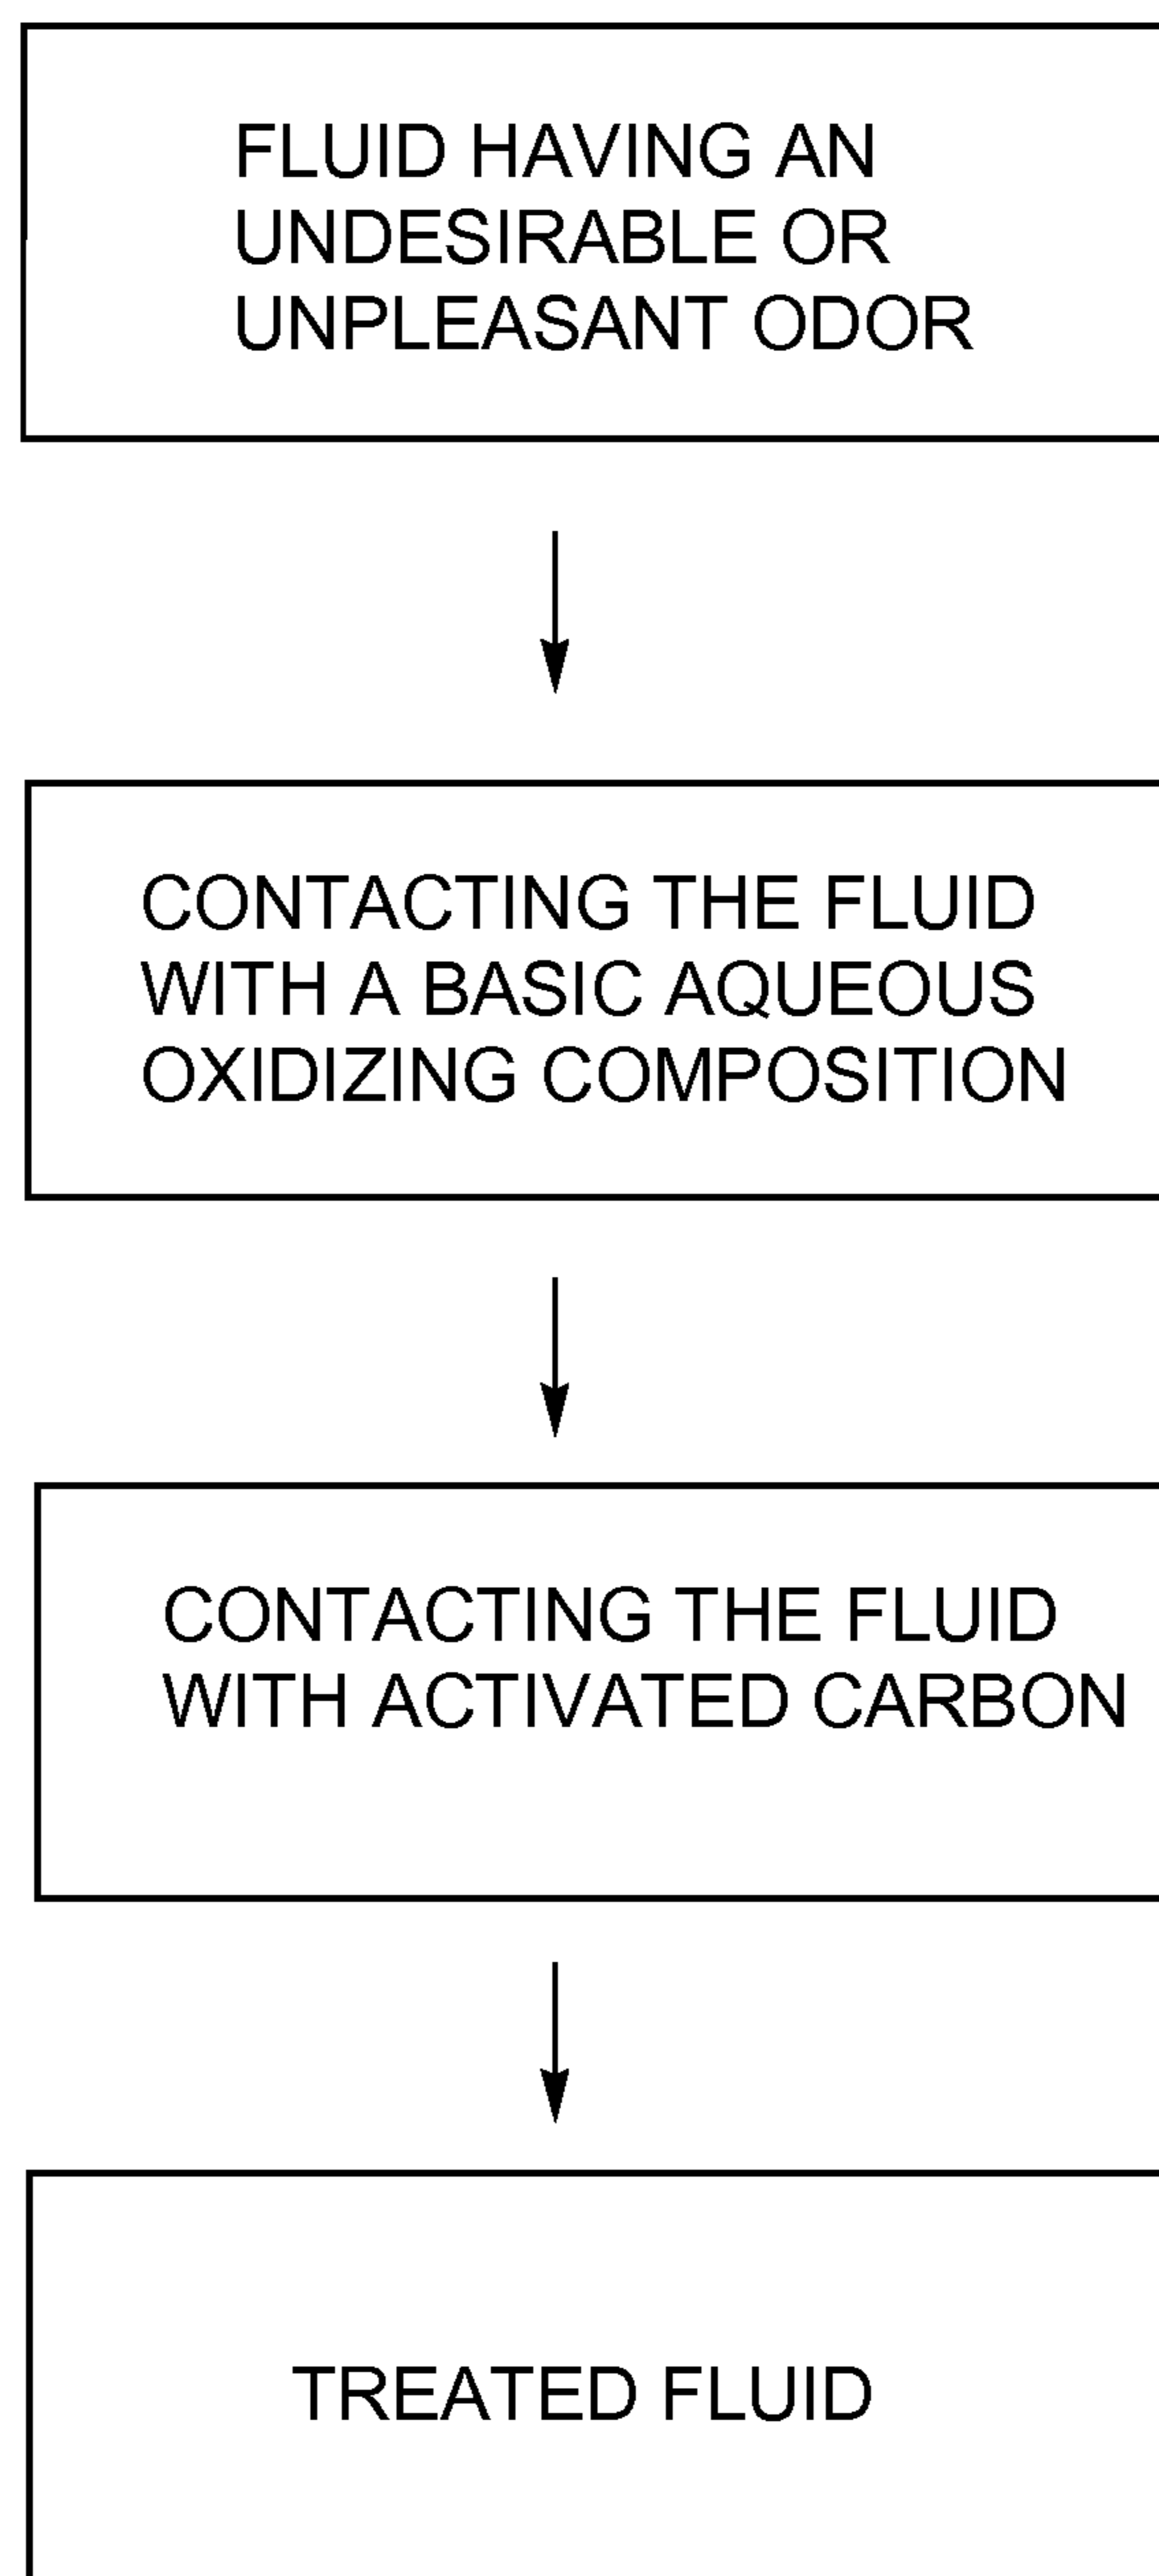 FLUID HAVING AN
UNDESIRABLE OR
UNPLEASANT ODOR
CONTACTING THE FLUID
WITH A BASIC AQUEOUS
OXIDIZING COMPOSITION
CONTACTING THE FLUID
WITH ACTIVATED CARBON
TREATED FLUID